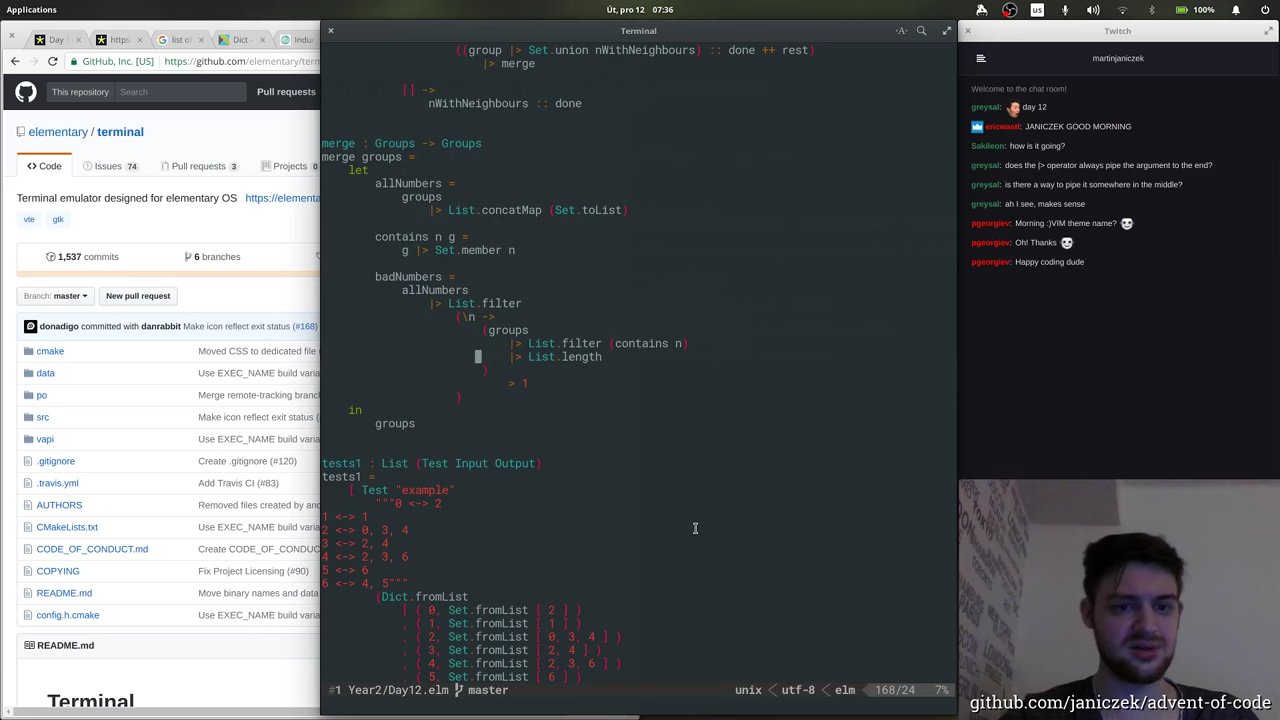 Applications
Út, pro 12 07:36
us
100%
Day 1
https:
list of
Dict -
Indu
GitHub, Inc. [US]
https://github.com/elementary/term
This repository
Search
Pull requests
elementary / terminal
Code
Issues 74
Pull requests 3
Projects 0
Terminal emulator designed for elementary OS
https://elementa
vte
gtk
1,537 commits
6 branches
Branch: master
New pull request
donadigo committed with danrabbit Make icon reflect exit status (#168)
cmake
Moved CSS to dedicated file
data
Use EXEC_NAME build varia
po
Merge remote-tracking branc
src
Make icon reflect exit status
vapi
Use EXEC_NAME build varia
.gitignore
Create .gitignore (#120)
.travis.yml
Add Travis CI (#83)
AUTHORS
Removed files created by and
CMakeLists.txt
Use EXEC_NAME build varia
CODE_OF_CONDUCT.md
Create CODE_OF_CONDUC
COPYING
Fix Project Licensing (#90)
README.md
Move binary names and data
config.h.cmake
Use EXEC_NAME build varia
README.md
Terminal
Terminal
((group |> Set.union nWithNeighbours) :: done ++ rest)
|> merge
[] ->
nWithNeighbours :: done
merge : Groups -> Groups
merge groups =
let
allNumbers =
groups
|> List.concatMap (Set.toList)
contains n g =
g |> Set.member n
badNumbers =
allNumbers
|> List.filter
(\n ->
(groups
|> List.filter (contains n)
|> List.length
)
> 1
)
in
groups
tests1 : List (Test Input Output)
tests1 =
[ Test "example"
"""0 <-> 2
1 <-> 1
2 <-> 0, 3, 4
3 <-> 2, 4
4 <-> 2, 3, 6
5 <-> 6
6 <-> 4, 5"""
(Dict.fromList
[ ( 0, Set.fromList [ 2 ] )
, ( 1, Set.fromList [ 1 ] )
, ( 2, Set.fromList [ 0, 3, 4 ] )
, ( 3, Set.fromList [ 2, 4 ] )
, ( 4, Set.fromList [ 2, 3, 6 ] )
, ( 5, Set.fromList [ 6 ] )
#1 Year2/Day12.elm master
unix < utf-8 < elm
168/24 7%
Twitch
martinjaniczek
Welcome to the chat room!
greysal: day 12
ericwastl: JANICZEK GOOD MORNING
Sakileon: how is it going?
greysal: does the |> operator always pipe the argument to the end?
greysal: is there a way to pipe it somewhere in the middle?
greysal: ah I see, makes sense
pgeorgiev: Morning :)VIM theme name?
pgeorgiev: Oh! Thanks
pgeorgiev: Happy coding dude
github.com/janiczek/advent-of-code